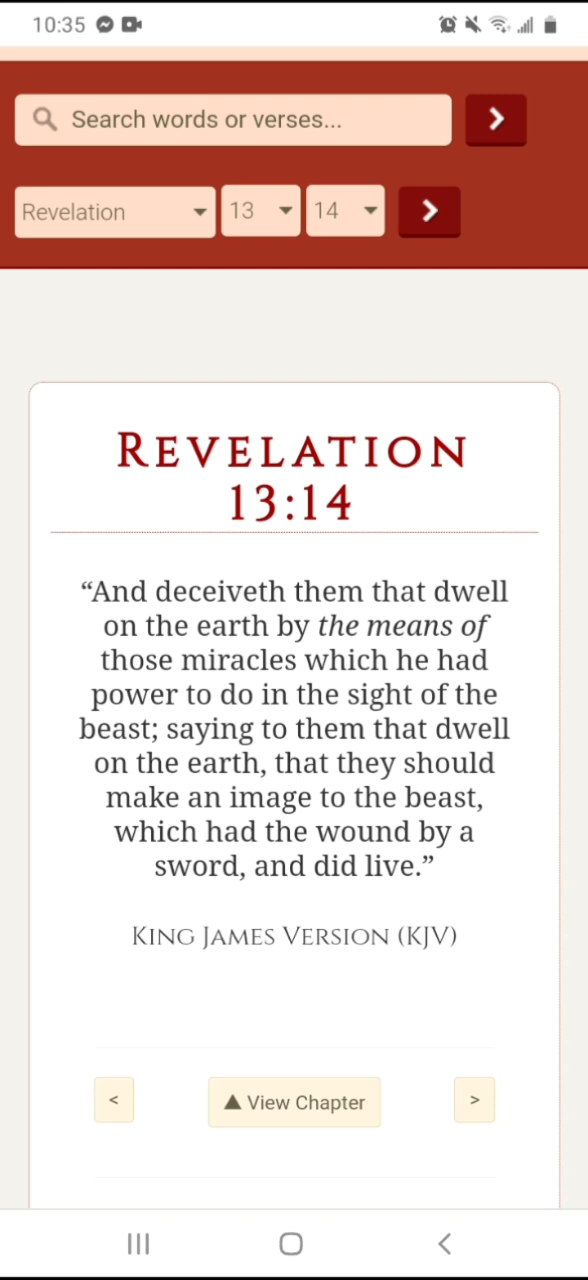 10:35
Search words or verses...
Revelation 13 14
REVELATION
13:14
“And deceiveth them that dwell
on the earth by the means of
those miracles which he had
power to do in the sight of the
beast; saying to them that dwell
on the earth, that they should
make an image to the beast,
which had the wound by a
sword, and did live.”
KING JAMES VERSION (KJV)
< ▲ View Chapter >